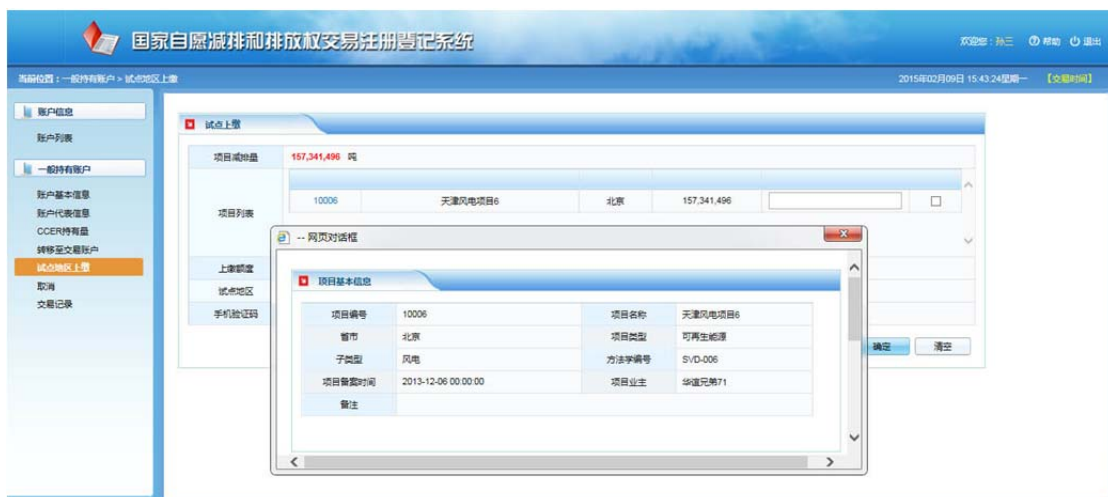 国家自愿减排和排放权交易注册登记系统
欢迎您：孙三 帮助 退出
当前位置：一般持有账户 > 试点地区上缴 2015年02月09日 15:43:24星期一 【交易时间】
账户信息
账户列表
一般持有账户
账户基本信息
账户代表信息
CCER持有量
转移至交易账户
试点地区上缴
取消
交易记录
试点上缴
项目减排量 157,341,496 吨
项目列表
10006 天津风电项目6 北京 157,341,496
上缴额度
试点地区
手机验证码
确定 清空
-- 网页对话框
项目基本信息
项目编号 10006 项目名称 天津风电项目6
省市 北京 项目类型 可再生能源
子类型 风电 方法学编号 SVD-006
项目备案时间 2013-12-06 00:00:00 项目业主 华谊兄弟71
备注